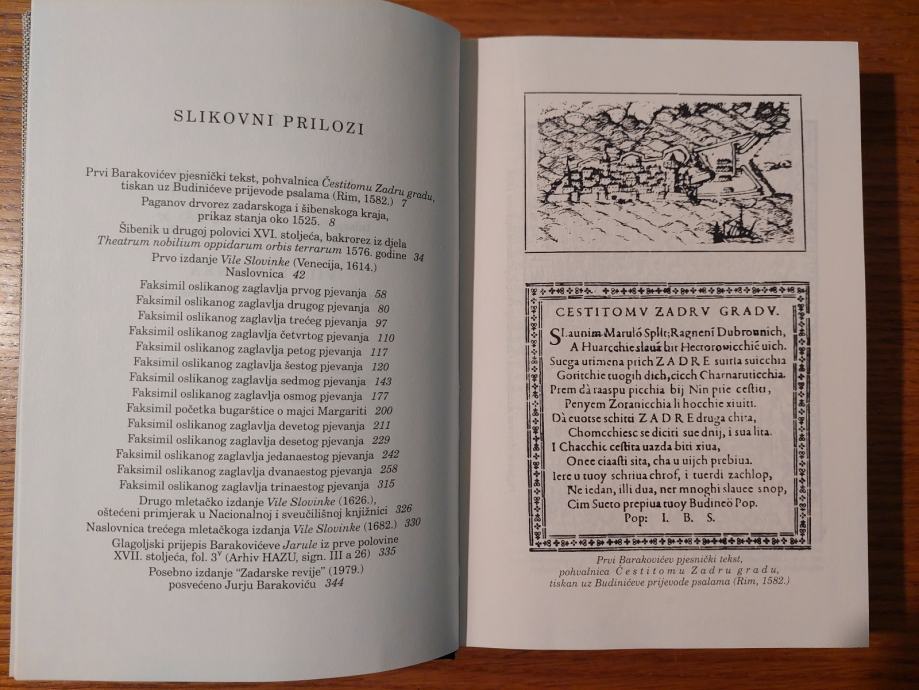 SLIKOVNI PRILOZI
Prvi Barakovićev pjesnički tekst, pohvalnica Čestitomu Zadru gradu,
tiskan uz Budinićeve prijevode psalama (Rim, 1582.) 7
Paganov drvorez zadarskoga i šibenskoga kraja,
prikaz stanja oko 1525. 8
Šibenik u drugoj polovici XVI. stoljeća, bakrorez iz djela
Theatrum nobilium oppidarum orbis terrarum 1576. godine 34
Prvo izdanje Vile Slovinke (Venecija, 1614.)
Naslovnica 42
Faksimil oslikanog zaglavlja prvog pjevanja 58
Faksimil oslikanog zaglavlja drugog pjevanja 80
Faksimil oslikanog zaglavlja trećeg pjevanja 97
Faksimil oslikanog zaglavlja četvrtog pjevanja 110
Faksimil oslikanog zaglavlja petog pjevanja 117
Faksimil oslikanog zaglavlja šestog pjevanja 120
Faksimil oslikanog zaglavlja sedmog pjevanja 143
Faksimil oslikanog zaglavlja osmog pjevanja 177
Faksimil početka bugaršтice o majci Margariti 200
Faksimil oslikanog zaglavlja devetog pjevanja 211
Faksimil oslikanog zaglavlja desetog pjevanja 229
Faksimil oslikanog zaglavlja jedanaestog pjevanja 242
Faksimil oslikanog zaglavlja dvanaestog pjevanja 258
Faksimil oslikanog zaglavlja trinaestog pjevanja 315
Drugo mletačko izdanje Vile Slovinke (1626.),
oštećeni primjerak u Nacionalnoj i sveučilišnoj knjižnici 326
Naslovnica trećega mletačkoga izdanja Vile Slovinke (1682.) 330
Glagoljski prijepis Barakovićeve Jarule iz prve polovine
XVII. stoljeća, fol. 3v (Arhiv HAZU, sign. III a 26) 335
Posebno izdanje "Zadarske revije" (1979.)
posvećeno Jurju Barakoviću 344
CESTITOMV ZADRV GRADV.
SLaunim Maruló Split; Ragneni Dubrounich,
A Huarcchie slauá bit Hectorowicchié uich.
Suega urimena piich ZADRE suitla suicchia
Goritchie tuogih dich, cicch Charnaruticchia.
Prem dà raaspu picchia bij Nin prie cestiti,
Penyem Zoranicchia li hocchie xiuiti.
Dà euotse schitti ZADRE druga chita,
Chomcchiesc se diciti sue dnij, i sua lita.
I Chacchic cestita uazda biti xiua,
Onee ciaasti sita, cha u uijch prebiua.
Iere u tuoy schriua chrof, i tuerdi zachlop,
Ne iedan, illi dua, ner mnoghi slauee snop,
Cim Sueto prepiua tuoy Budineó Pop.
Pop: I. B. S.
Prvi Barakovićev pjesnički tekst,
pohvalnica Čestitomu Zadru gradu,
tiskan uz Budinićeve prijevode psalama (Rim, 1582.)